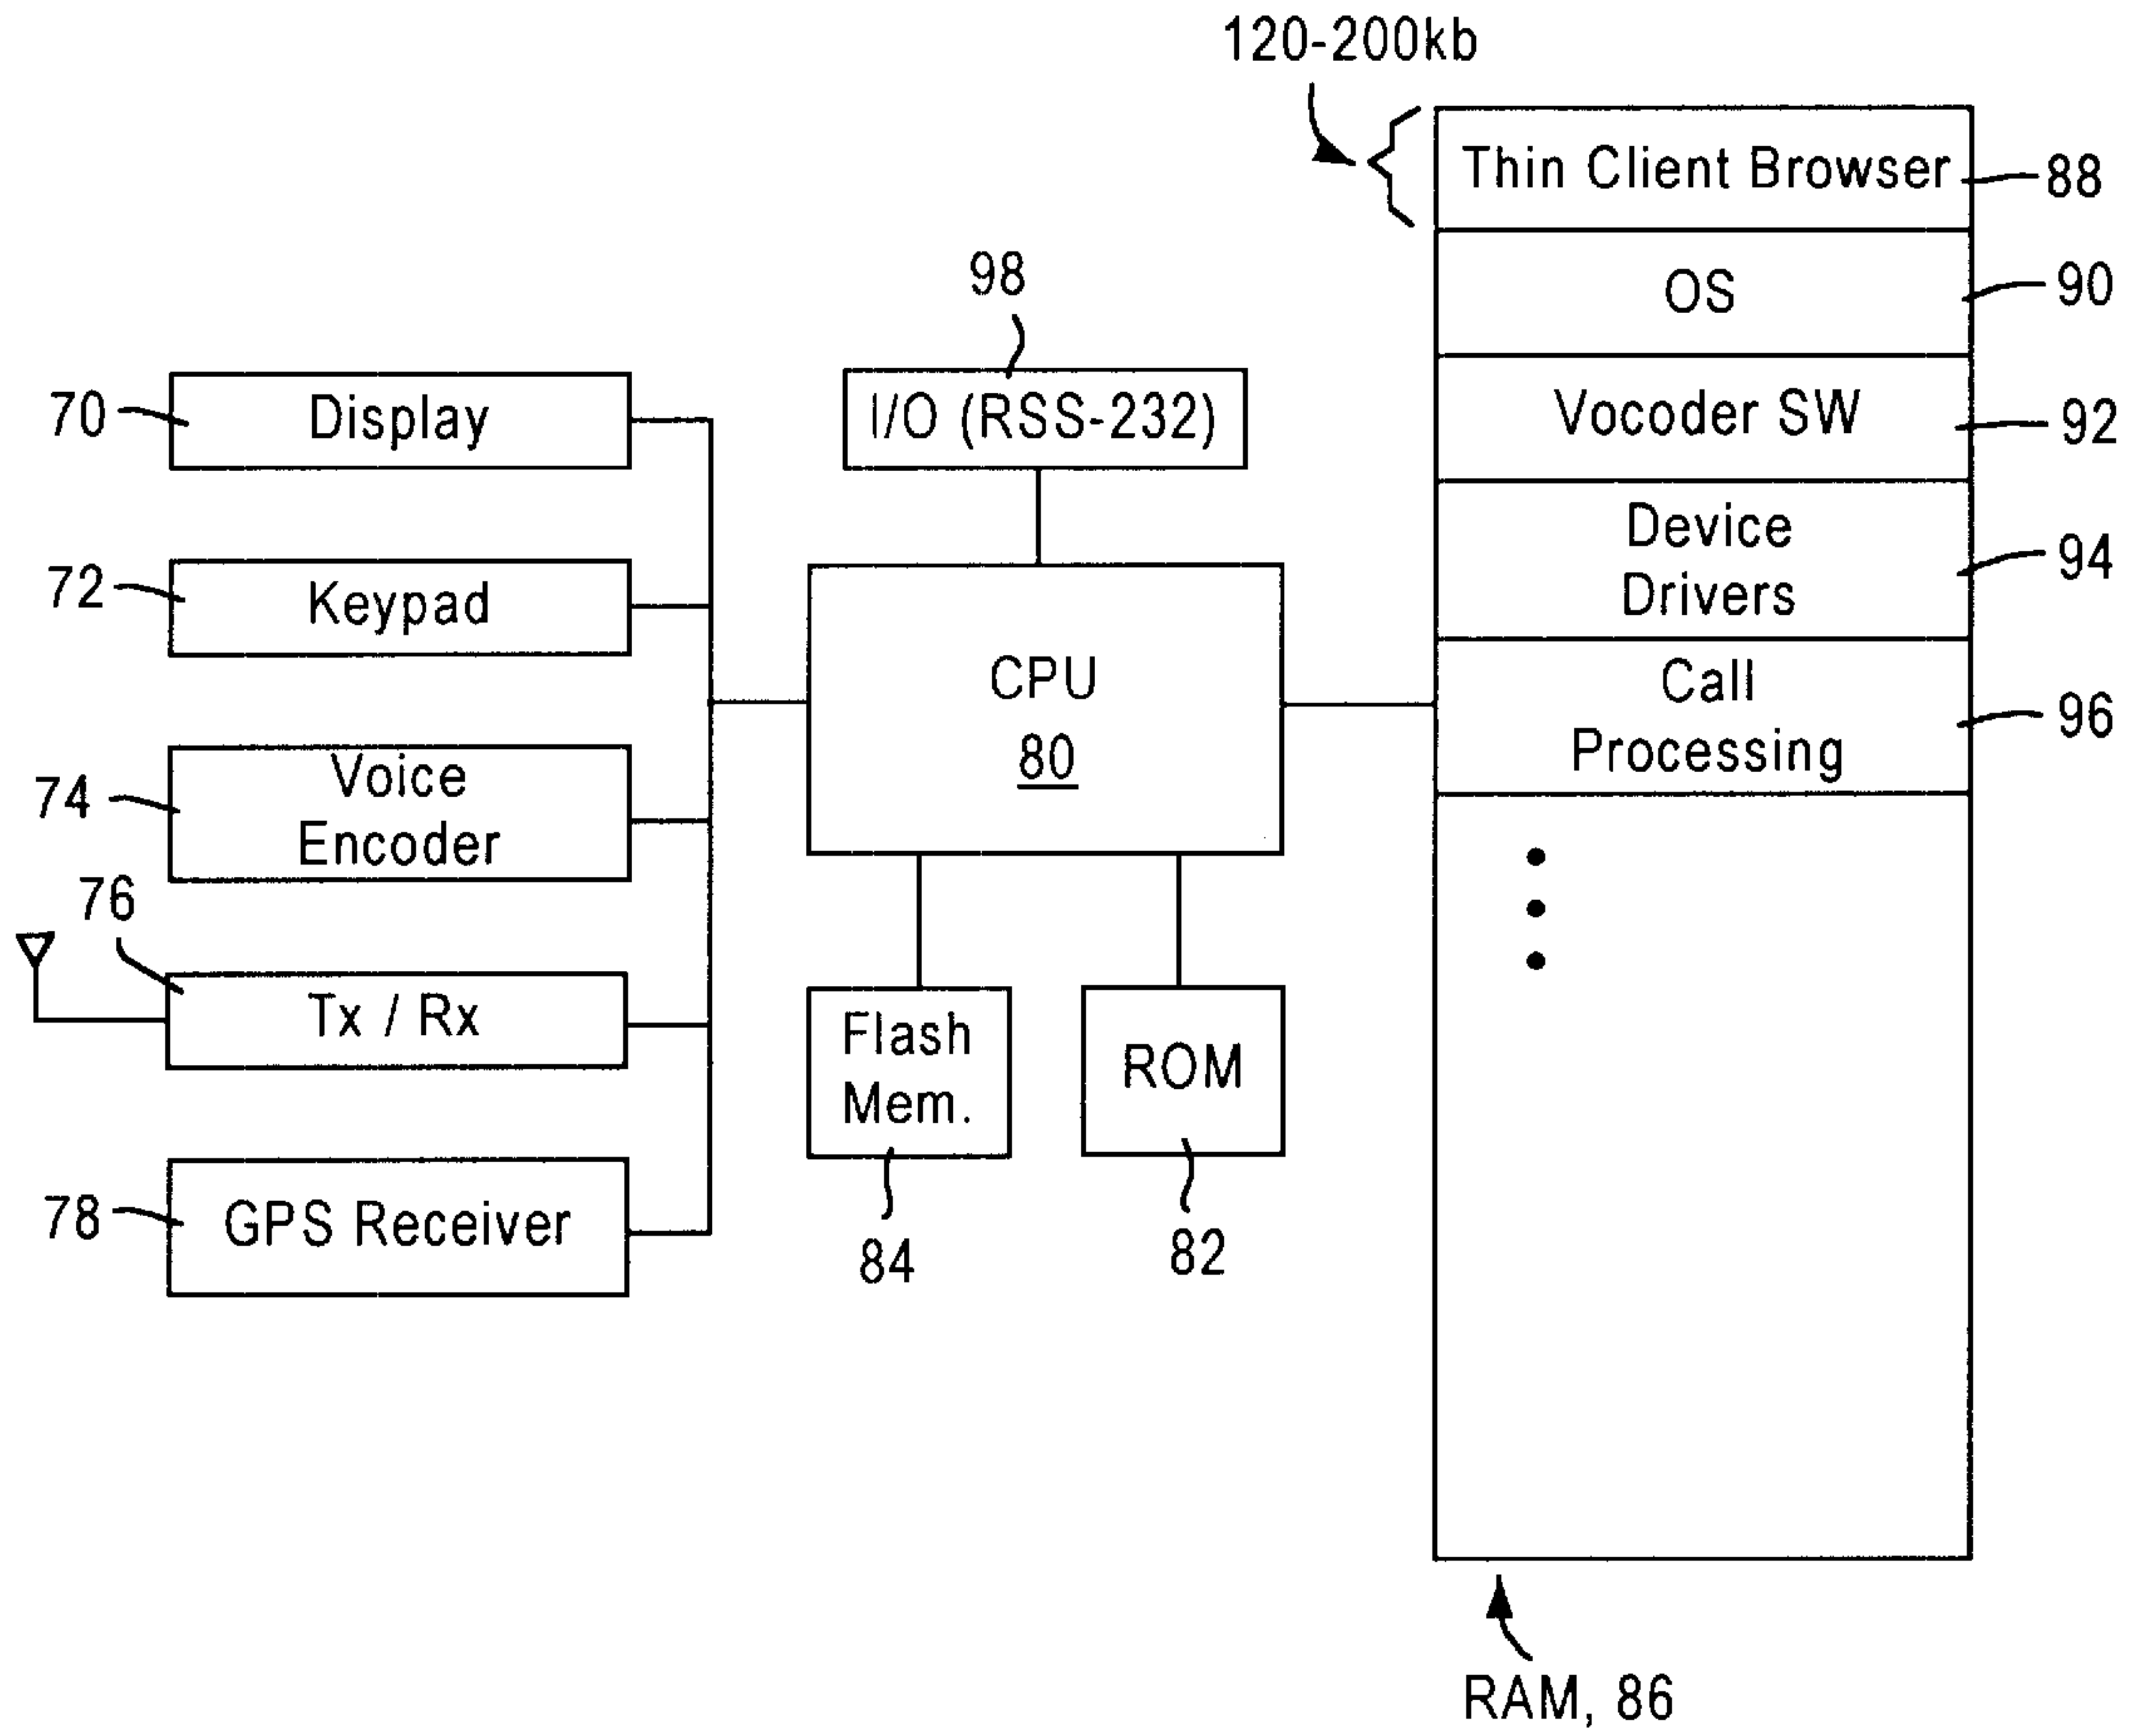 120-200kb
Thin Client Browser
88
OS
90
98
I/O (RSS-232)
Vocoder SW
92
70
Display
Device
Drivers
94
72
Keypad
CPU
80
Call
Processing
96
74
Voice
Encoder
76
Tx / Rx
Flash
Mem.
84
ROM
82
78
GPS Receiver
RAM, 86